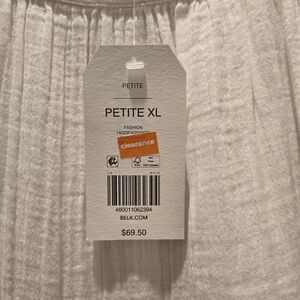 PETITE
PETITE XL
FASHION
clearance
480011062394
BELK.COM
$69.50